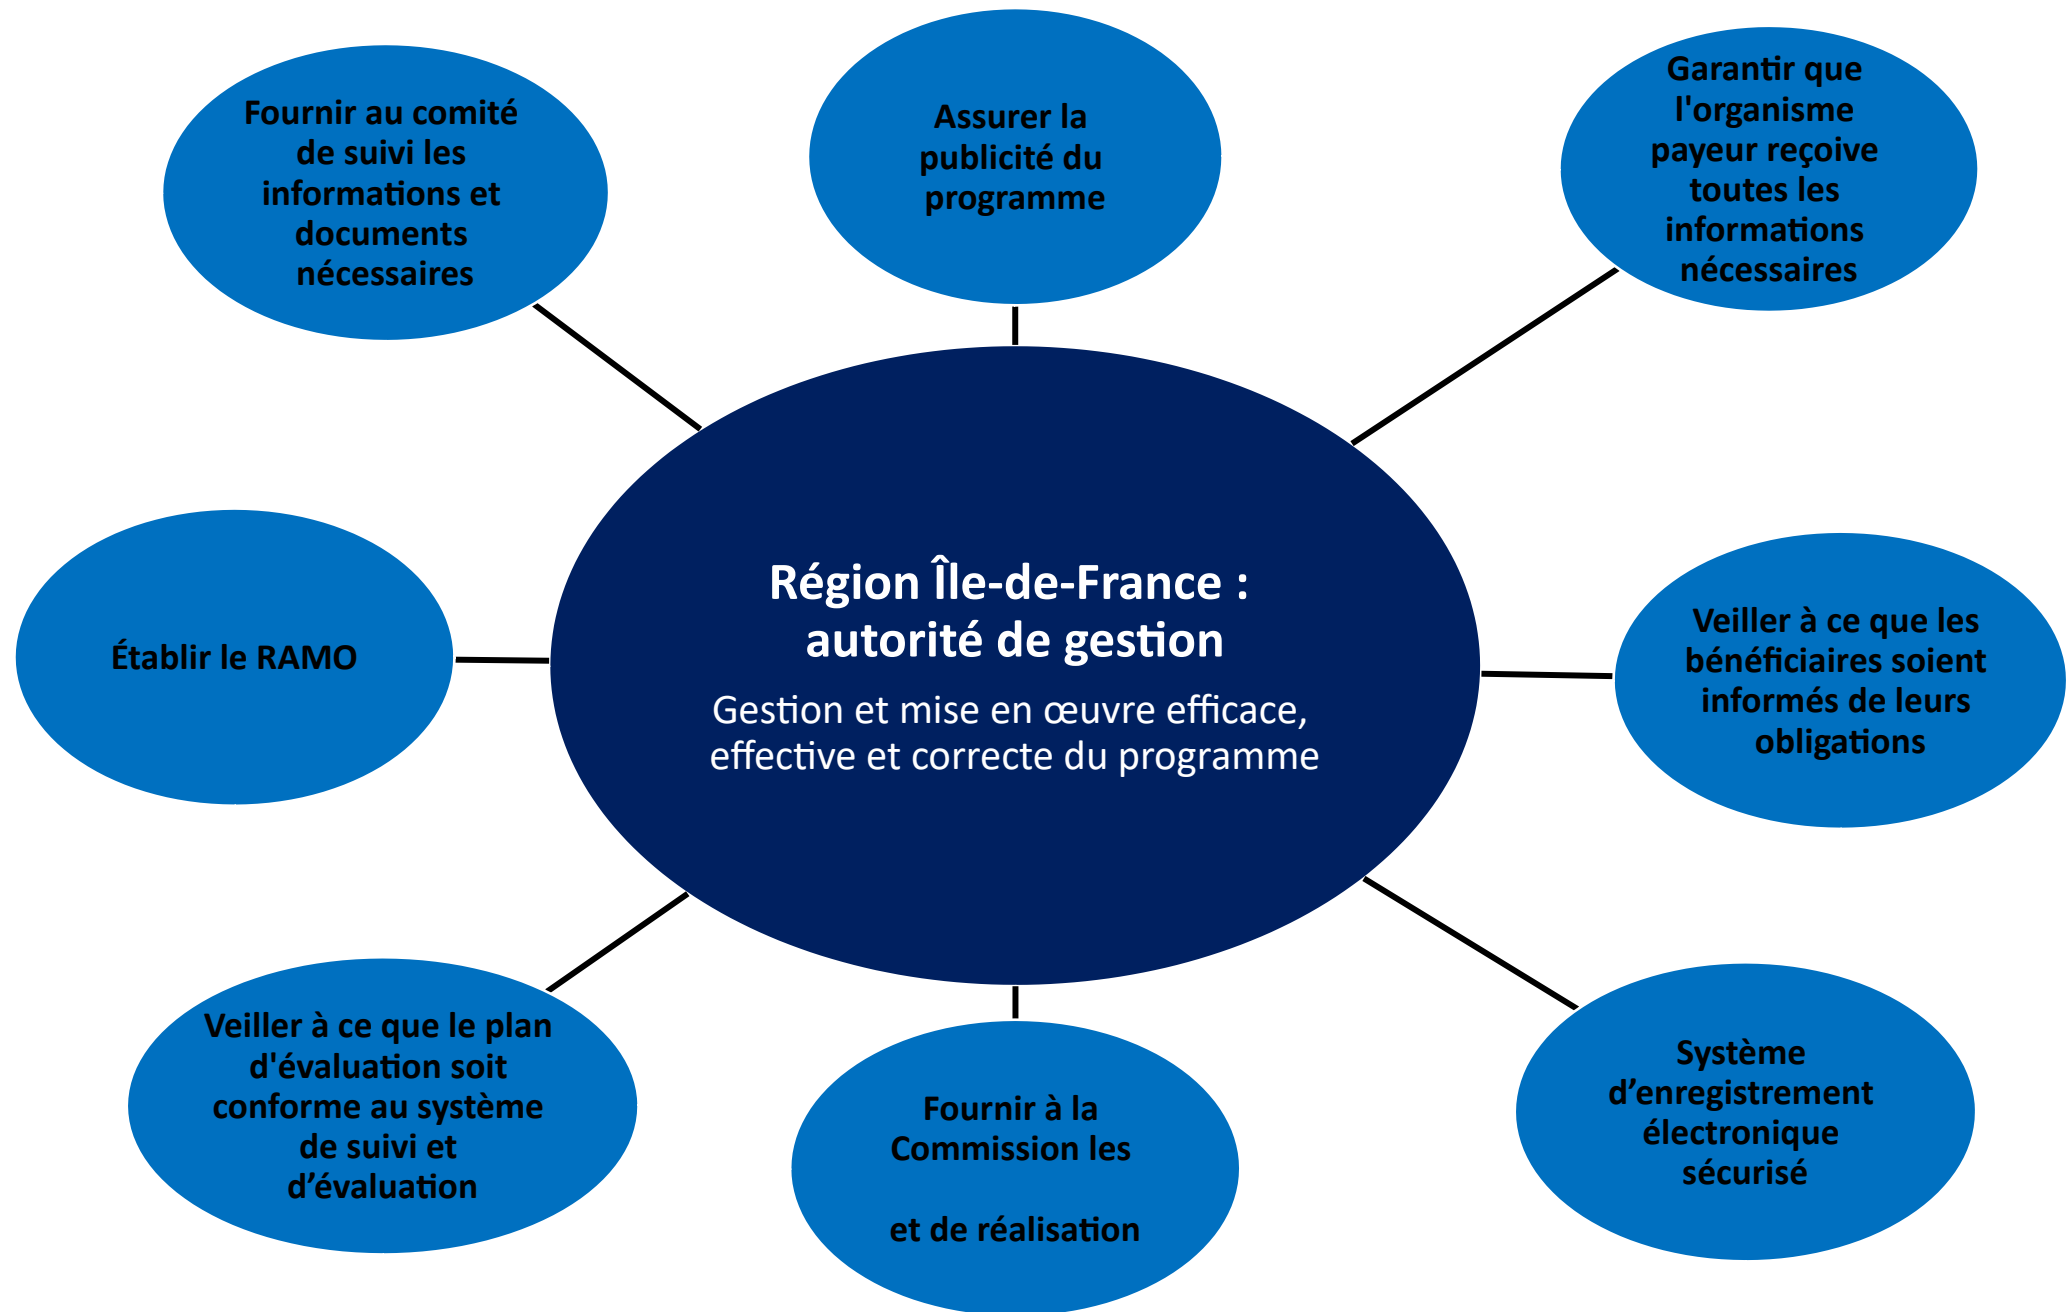 Fournir au comité
de suivi les
informations et
documents
nécessaires
Assurer la
publicité du
programme
Garantir que
l'organisme
payeur reçoive
toutes les
informations
nécessaires
Région Île-de-France :
autorité de gestion
Gestion et mise en œuvre efficace,
effective et correcte du programme
Établir le RAMO
Veiller à ce que les
bénéficiaires soient
informés de leurs
obligations
Veiller à ce que le plan
d'évaluation soit
conforme au système
de suivi et
d’évaluation
Fournir à la
Commission les
et de réalisation
Système
d’enregistrement
électronique
sécurisé